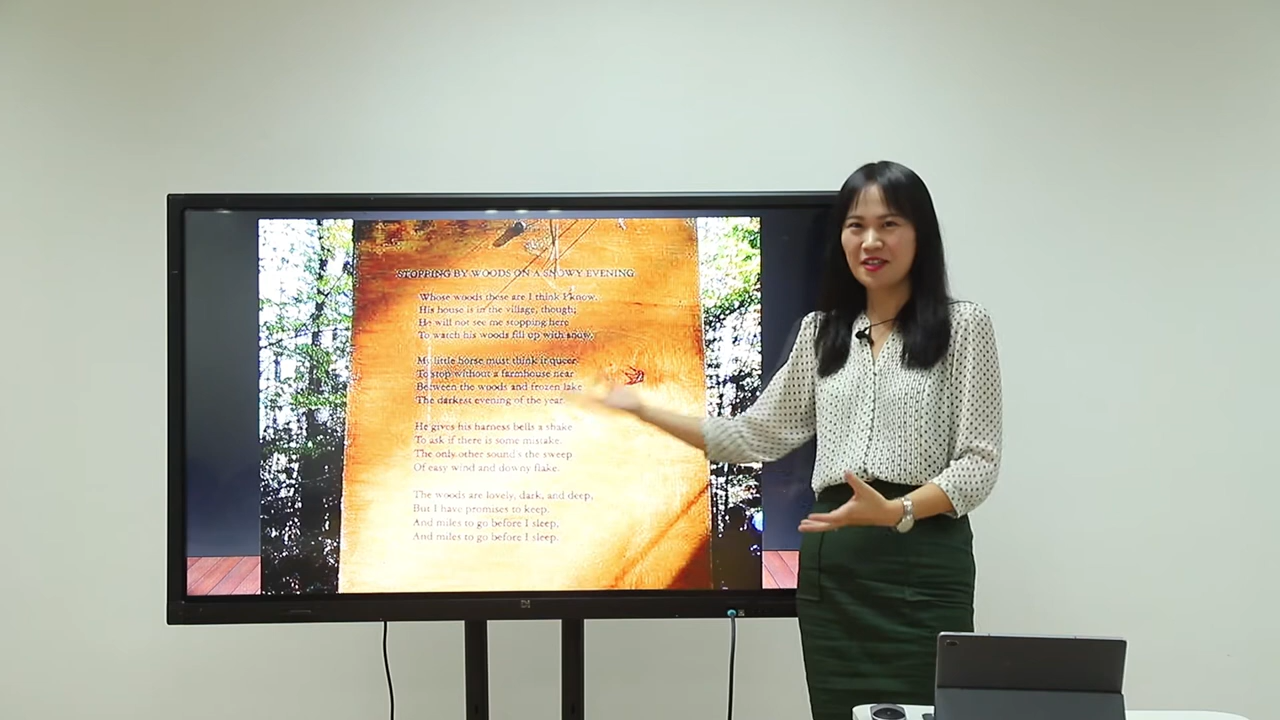 STOPPING BY WOODS ON A SNOWY EVENING
Whose woods these are I think I know.
His house is in the village, though;
He will not see me stopping here
To watch his woods fill up with snow.
My little horse must think it queer
To stop without a farmhouse near
Between the woods and frozen lake
The darkest evening of the year.
He gives his harness bells a shake
To ask if there is some mistake.
The only other sound's the sweep
Of easy wind and downy flake.
The woods are lovely, dark, and deep,
But I have promises to keep,
And miles to go before I sleep,
And miles to go before I sleep.